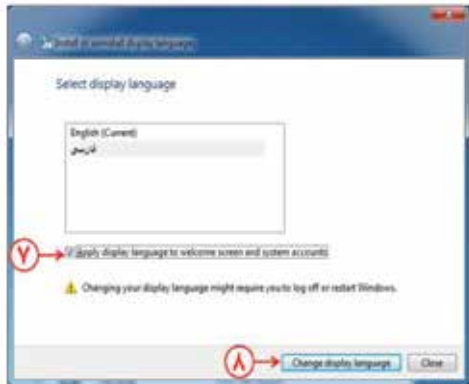 Install or uninstall display languages
Select display language
English (Current)
فارسی
۷
Apply display language to welcome screen and system accounts
Changing your display language might require you to log off or restart Windows.
۸
Change display language
Close